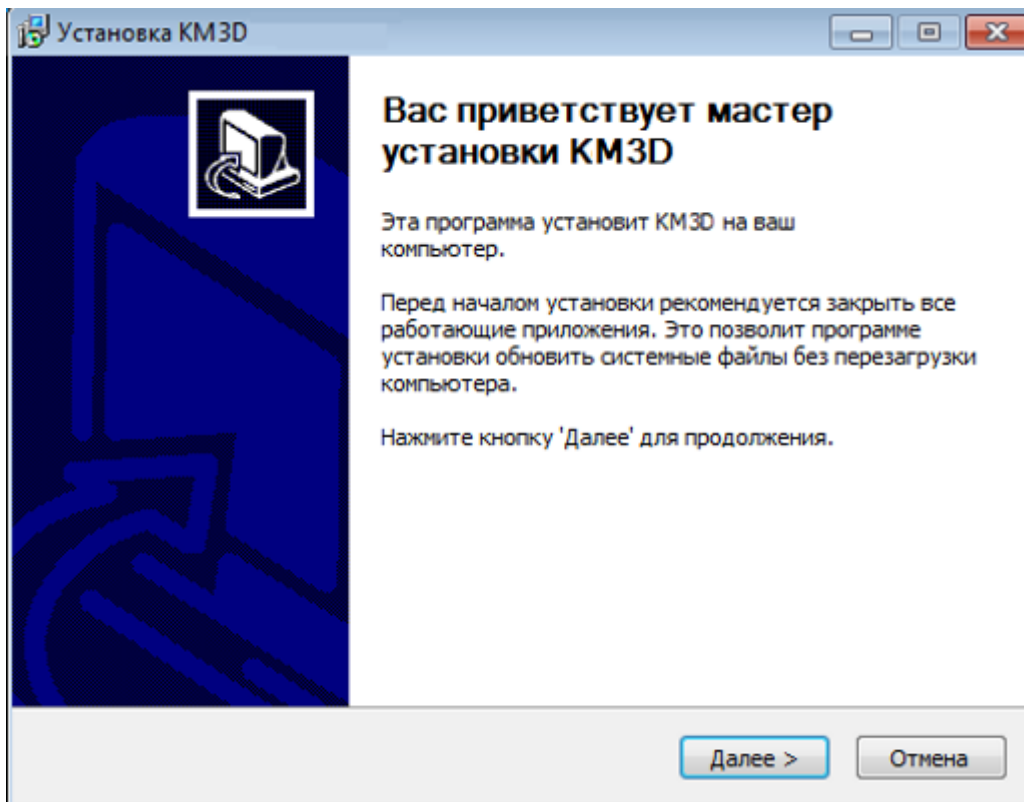 Установка KM3D
Вас приветствует мастер
установки KM3D
Эта программа установит KM3D на ваш
компьютер.
Перед началом установки рекомендуется закрыть все
работающие приложения. Это позволит программе
установки обновить системные файлы без перезагрузки
компьютера.
Нажмите кнопку 'Далее' для продолжения.
Далее >
Отмена